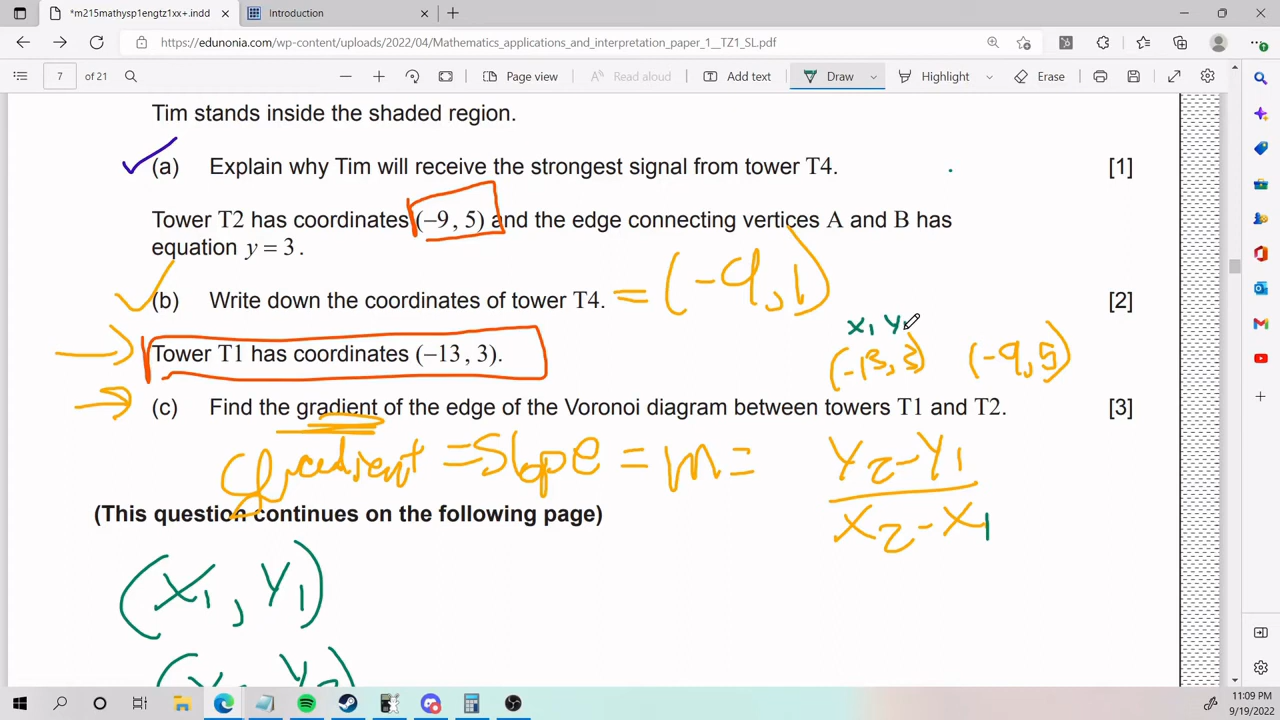 *m215mathysp1engtz1xx+.indd
Introduction
https://edunonia.com/wp-content/uploads/2022/04/Mathematics_applications_and_interpretation_paper_1__TZ1_SL.pdf
7 of 21 Page view Read aloud Add text Draw Highlight Erase
Tim stands inside the shaded region.
(a) Explain why Tim will receive the strongest signal from tower T4. [1]
Tower T2 has coordinates (−9, 5) and the edge connecting vertices A and B has
equation y = 3.
(b) Write down the coordinates of tower T4. = (-9, 1) [2]
x1 y
Tower T1 has coordinates (−13, 3). (-13, 3) (-9, 5)
(c) Find the gradient of the edge of the Voronoi diagram between towers T1 and T2. [3]
Gradient = Slope = m = Y2-Y1
X2-X1
(This question continues on the following page)
(X1, Y1)
11:09 PM
9/19/2022